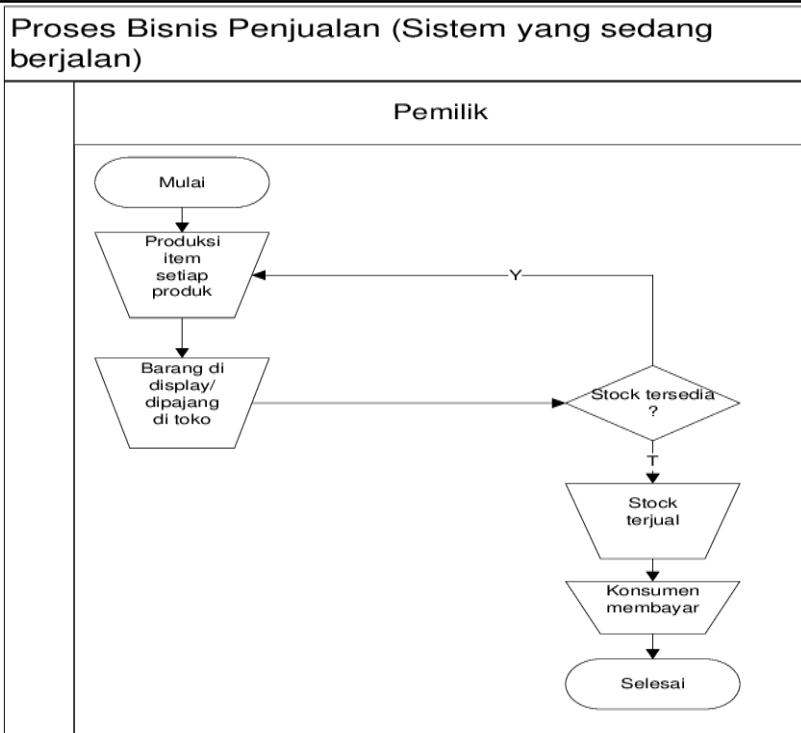 Proses Bisnis Penjualan (Sistem yang sedang
berjalan)
Pemilik
Mulai
Produksi
item
setiap
produk
Y
Barang di
display/
dipajang
di toko
Stock tersedia
?
T
Stock
terjual
Konsumen
membayar
Selesai